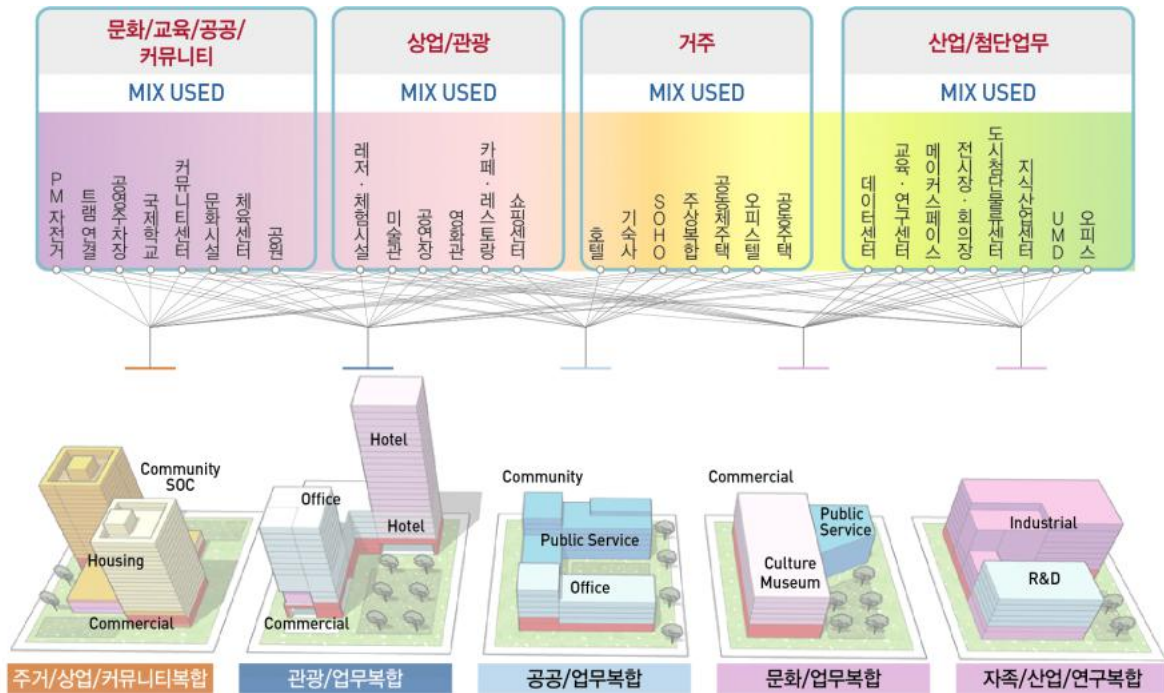 문화/교육/공공/
커뮤니티
MIX USED
상업/관광
MIX USED
거주
MIX USED
산업/첨단업무
MIX USED
PM자전거
트램 연결
공영주차장
국제학교
커뮤니티센터
문화시설
체육센터
공원
레저·체험시설
미술관
공연장
영화관
카페·레스토랑
쇼핑센터
호텔
기숙사
SOHO
주상복합
공동체주택
오피스텔
공동주택
데이터센터
교육·연구센터
메이커스페이스
전시장·회의장
도시첨단물류센터
지식산업센터
UMD
오피스
Community
SOC
Housing
Commercial
Hotel
Office
Hotel
Commercial
Community
Public Service
Office
Commercial
Public
Service
Culture
Museum
Industrial
R&D
주거/상업/커뮤니티복합
관광/업무복합
공공/업무복합
문화/업무복합
자족/산업/연구복합